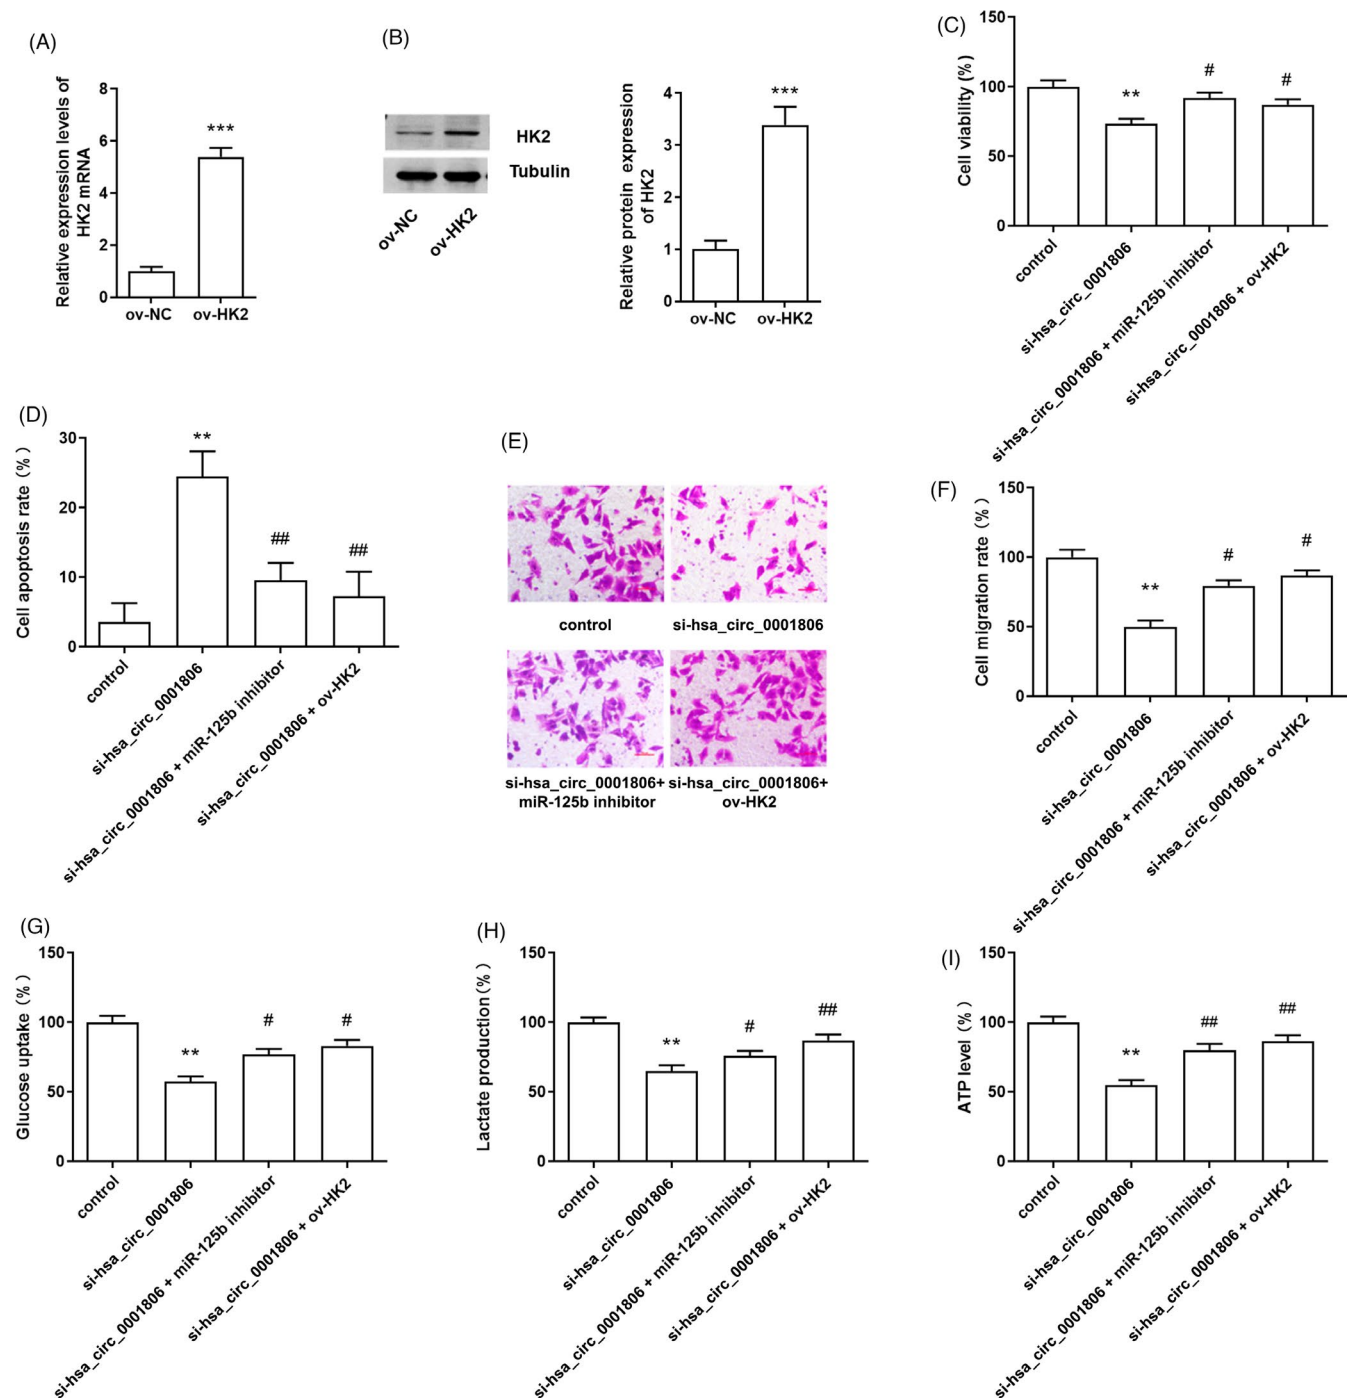 (A)
Relative expression levels of
HK2 mRNA
8
6
4
2
0
***
ov-NC
ov-HK2
(B)
HK2
Tubulin
ov-NC
ov-HK2
Relative protein expression
of HK2
4
3
2
1
0
***
ov-NC
ov-HK2
(C)
Cell viability (%)
150
100
50
0
**
#
#
control
si-hsa_circ_0001806
si-hsa_circ_0001806 + miR-125b inhibitor
si-hsa_circ_0001806 + ov-HK2
(D)
Cell apoptosis rate (%)
30
20
10
0
**
##
##
control
si-hsa_circ_0001806
si-hsa_circ_0001806 + miR-125b inhibitor
si-hsa_circ_0001806 + ov-HK2
(E)
control
si-hsa_circ_0001806
si-hsa_circ_0001806+
miR-125b inhibitor
si-hsa_circ_0001806+
ov-HK2
(F)
Cell migration rate (%)
150
100
50
0
**
#
#
control
si-hsa_circ_0001806
si-hsa_circ_0001806 + miR-125b inhibitor
si-hsa_circ_0001806 + ov-HK2
(G)
Glucose uptake (%)
150
100
50
0
**
#
#
control
si-hsa_circ_0001806
si-hsa_circ_0001806 + miR-125b inhibitor
si-hsa_circ_0001806 + ov-HK2
(H)
Lactate production (%)
150
100
50
0
**
#
##
control
si-hsa_circ_0001806
si-hsa_circ_0001806 + miR-125b inhibitor
si-hsa_circ_0001806 + ov-HK2
(I)
ATP level (%)
150
100
50
0
**
##
##
control
si-hsa_circ_0001806
si-hsa_circ_0001806 + miR-125b inhibitor
si-hsa_circ_0001806 + ov-HK2